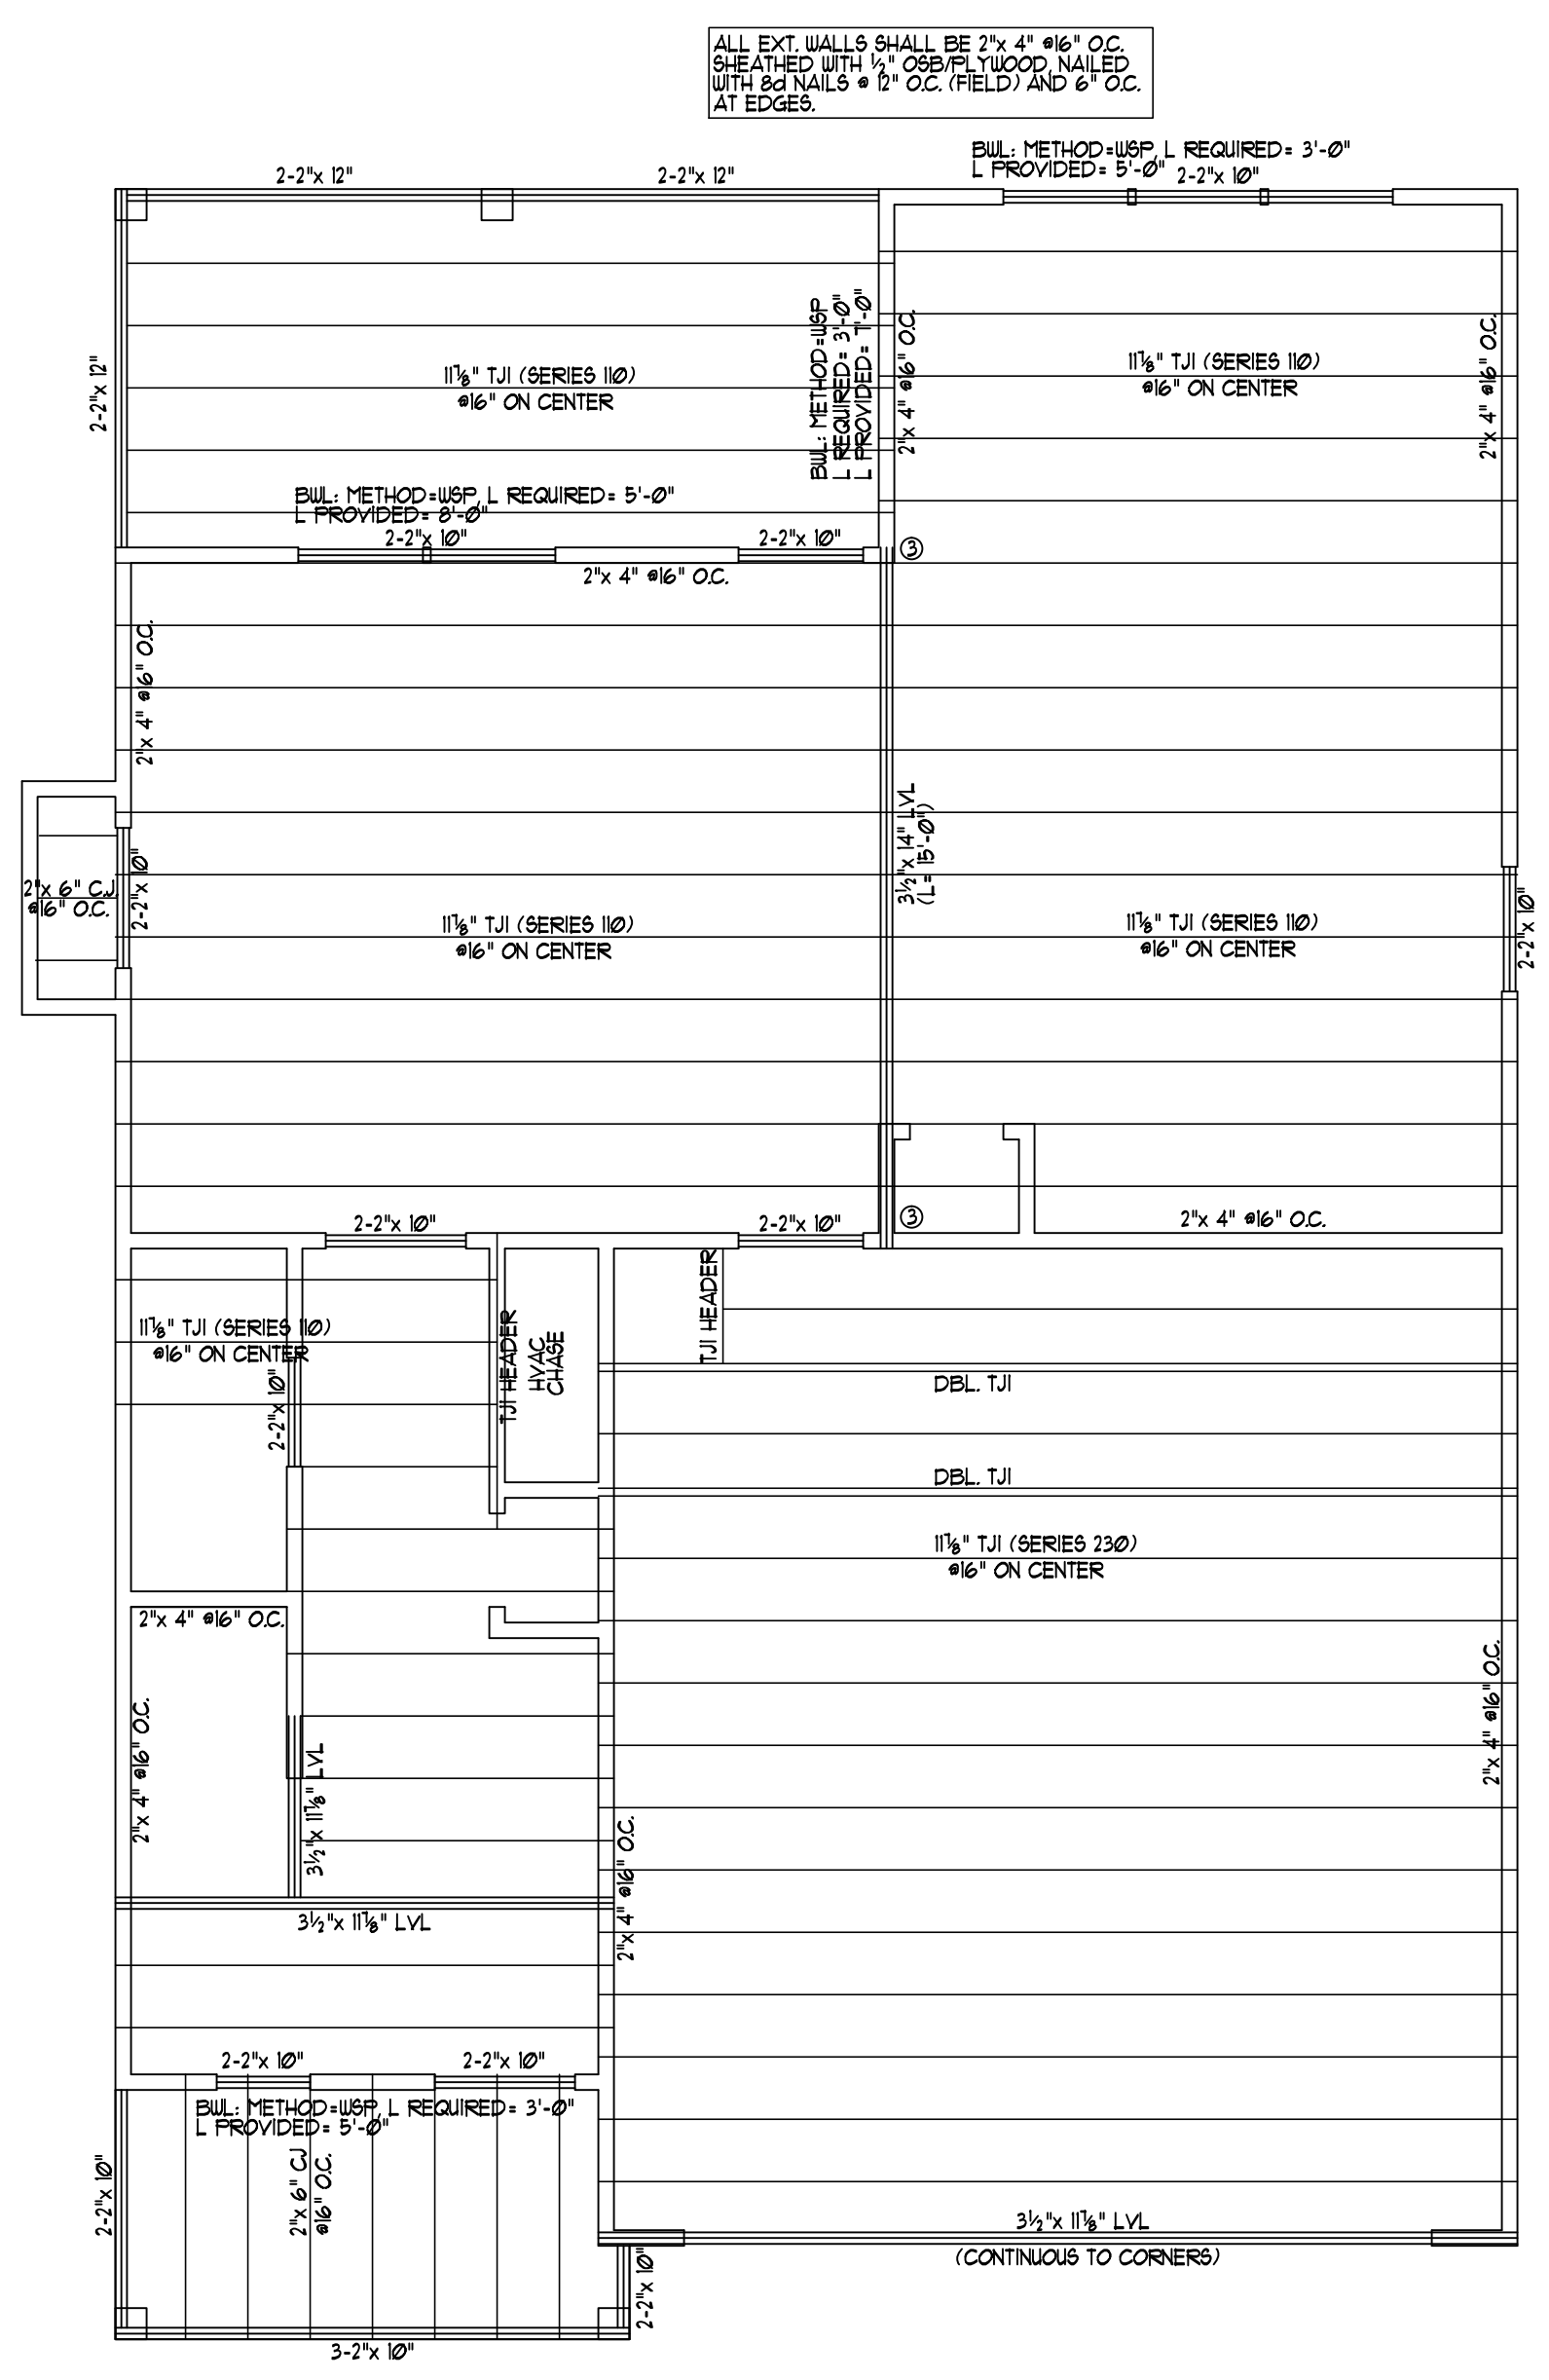 ALL EXT. WALLS SHALL BE 2"x 4" @16" O.C.
SHEATHED WITH ½" OSB/PLYWOOD, NAILED
WITH 8d NAILS @ 12" O.C. (FIELD) AND 6" O.C.
AT EDGES.
BWL: METHOD=WSP, L REQUIRED= 3'-0"
L PROVIDED= 5'-0"
2-2"x 12"
2-2"x 12"
2-2"x 10"
2-2"x 12"
11⅞" TJI (SERIES 110)
@16" ON CENTER
BWL: METHOD=WSP
L REQUIRED= 3'-0"
L PROVIDED= 7'-0"
2"x 4" @16" O.C.
11⅞" TJI (SERIES 110)
@16" ON CENTER
2"x 4" @16" O.C.
BWL: METHOD=WSP, L REQUIRED= 5'-0"
L PROVIDED= 8'-0"
2-2"x 10"
2-2"x 10"
3
2"x 4" @16" O.C.
2"x 4" @16" O.C.
3½"x 14" LVL
(L= 15'-0")
2"x 6" C.J.
@16" O.C.
2-2"x 10"
11⅞" TJI (SERIES 110)
@16" ON CENTER
11⅞" TJI (SERIES 110)
@16" ON CENTER
2-2"x 10"
2-2"x 10"
2-2"x 10"
3
2"x 4" @16" O.C.
11⅞" TJI (SERIES 110)
@16" ON CENTER
2-2"x 10"
TJI HEADER
HVAC
CHASE
TJI HEADER
DBL. TJI
DBL. TJI
11⅞" TJI (SERIES 230)
@16" ON CENTER
2"x 4" @16" O.C.
2"x 4" @16" O.C.
3½"x 11⅞" LVL
2"x 4" @16" O.C.
2"x 4" @16" O.C.
3½"x 11⅞" LVL
2-2"x 10"
2-2"x 10"
BWL: METHOD=WSP, L REQUIRED= 3'-0"
L PROVIDED= 5'-0"
2-2"x 10"
2"x 6" CJ
@16" O.C.
3½"x 11⅞" LVL
(CONTINUOUS TO CORNERS)
2-2"x 10"
3-2"x 10"